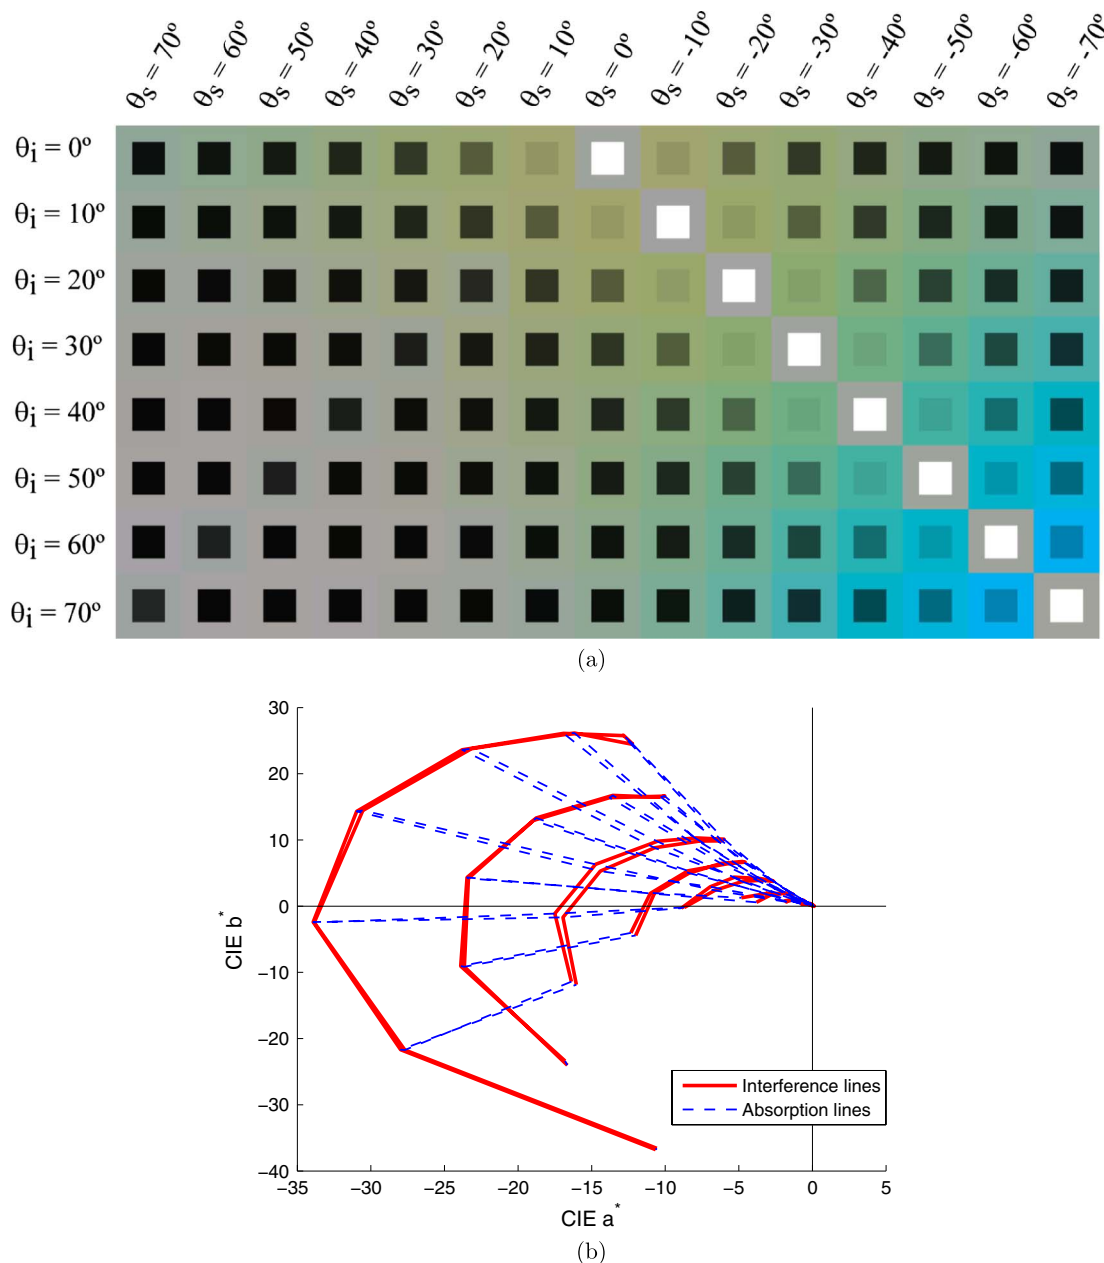 θs = 70º θs = 60º θs = 50º θs = 40º θs = 30º θs = 20º θs = 10º θs = 0º θs = -10º θs = -20º θs = -30º θs = -40º θs = -50º θs = -60º θs = -70º
θi = 0º
θi = 10º
θi = 20º
θi = 30º
θi = 40º
θi = 50º
θi = 60º
θi = 70º
(a)
30
20
10
0
−10
−20
−30
−40
CIE b*
Interference lines
Absorption lines
−35 −30 −25 −20 −15 −10 −5 0 5
CIE a*
(b)